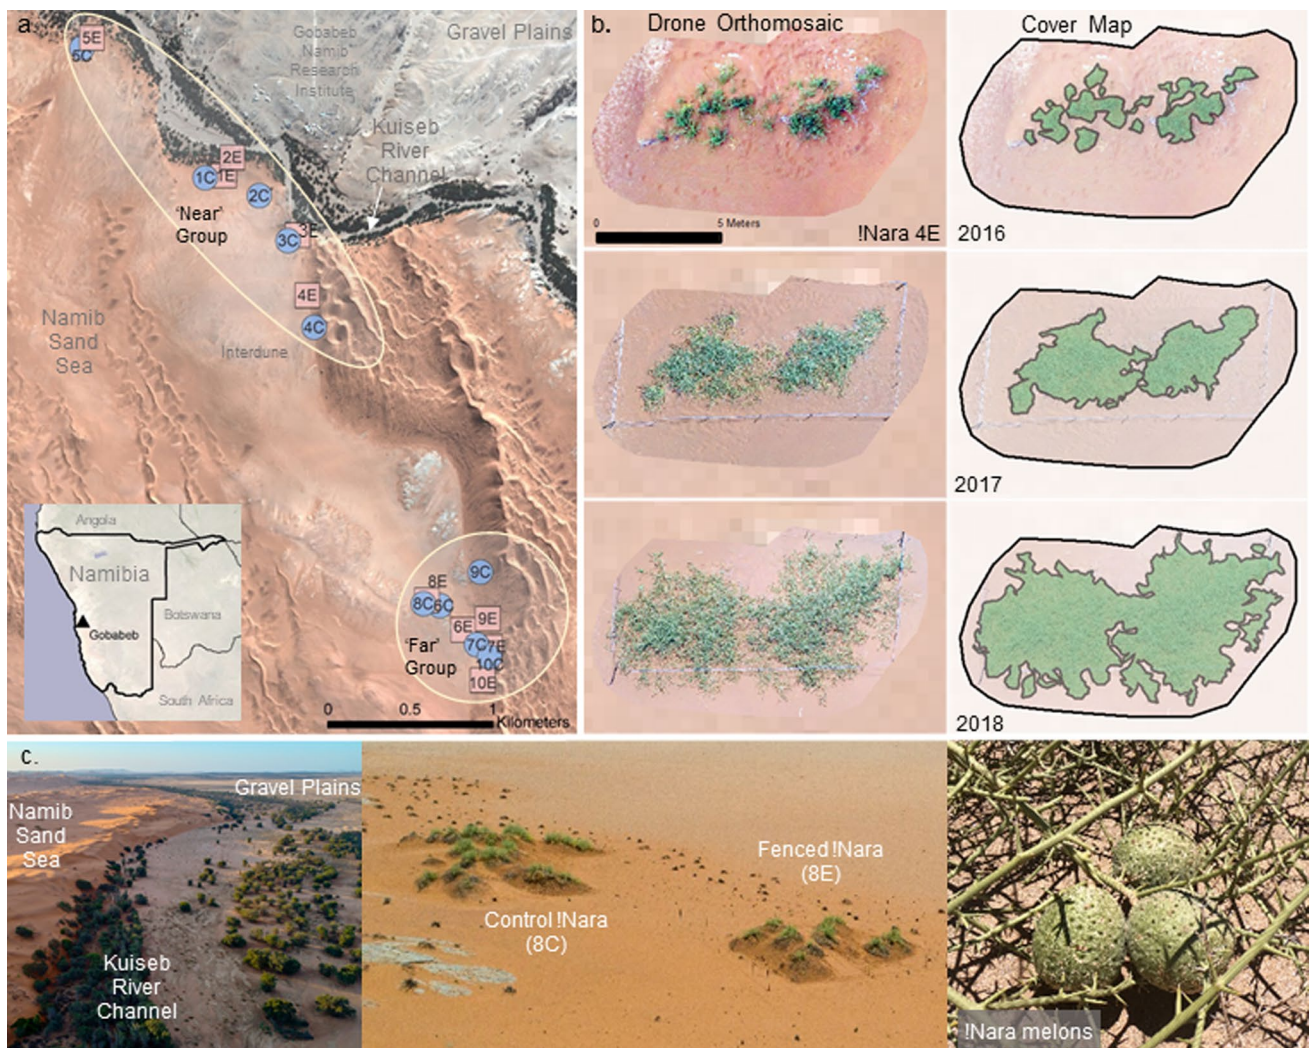 a
5E
5C
Gobabeb
Namib
Research
Institute
Gravel Plains
Kuiseb
River
Channel
2E
1C
1E
2C
'Near'
Group
3E
3C
4E
4C
Namib
Sand
Sea
Interdune
9C
8E
8C
6C
6E
9E
7C
7E
'Far'
Group
10C
10E
Angola
Namibia
Botswana
Gobabeb
South Africa
0 0.5 1
Kilometers
b.
Drone Orthomosaic
Cover Map
0 5 Meters
!Nara 4E
2016
2017
2018
c.
Gravel Plains
Namib
Sand
Sea
Kuiseb
River
Channel
Control !Nara
(8C)
Fenced !Nara
(8E)
!Nara melons